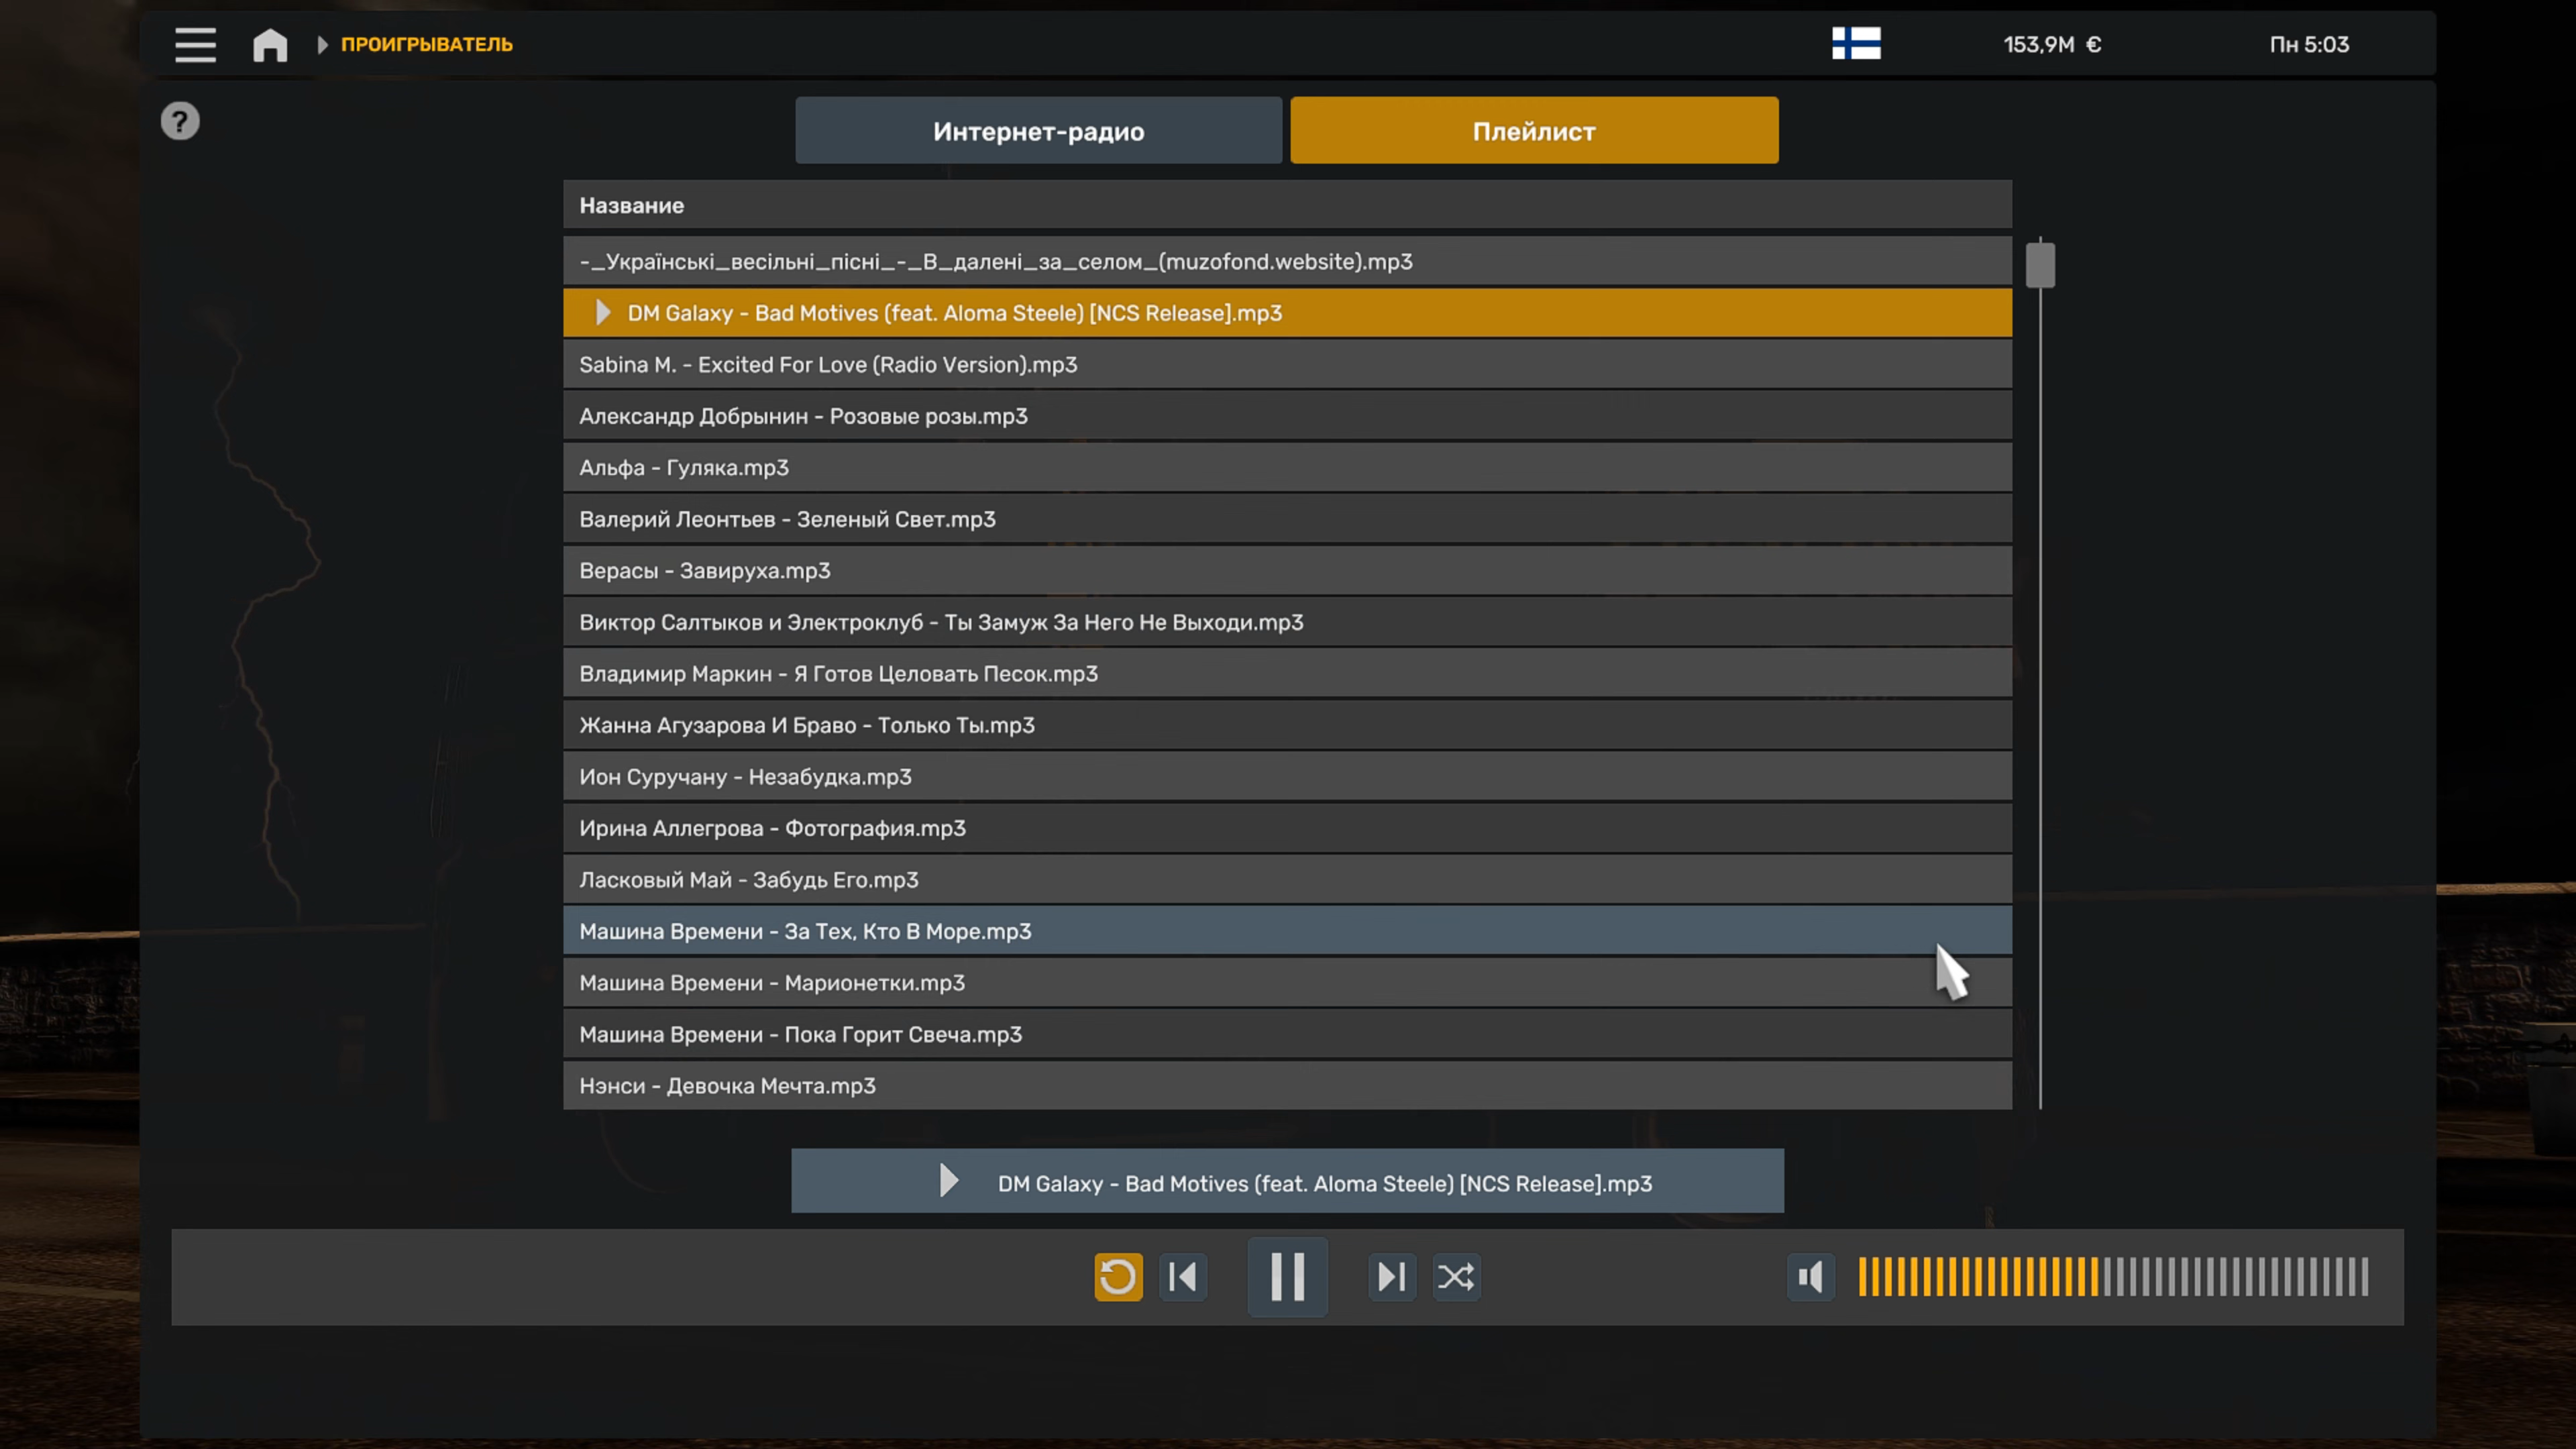 ПРОИГРЫВАТЕЛЬ
153,9M €
Пн 5:03
?
Интернет-радио
Плейлист
Название
-_Українські_весільні_пісні_-_В_далені_за_селом_(muzofond.website).mp3
DM Galaxy - Bad Motives (feat. Aloma Steele) [NCS Release].mp3
Sabina M. - Excited For Love (Radio Version).mp3
Александр Добрынин - Розовые розы.mp3
Альфа - Гуляка.mp3
Валерий Леонтьев - Зеленый Свет.mp3
Верасы - Завируха.mp3
Виктор Салтыков и Электроклуб - Ты Замуж За Него Не Выходи.mp3
Владимир Маркин - Я Готов Целовать Песок.mp3
Жанна Агузарова И Браво - Только Ты.mp3
Ион Суручану - Незабудка.mp3
Ирина Аллегрова - Фотография.mp3
Ласковый Май - Забудь Его.mp3
Машина Времени - За Тех, Кто В Море.mp3
Машина Времени - Марионетки.mp3
Машина Времени - Пока Горит Свеча.mp3
Нэнси - Девочка Мечта.mp3
DM Galaxy - Bad Motives (feat. Aloma Steele) [NCS Release].mp3